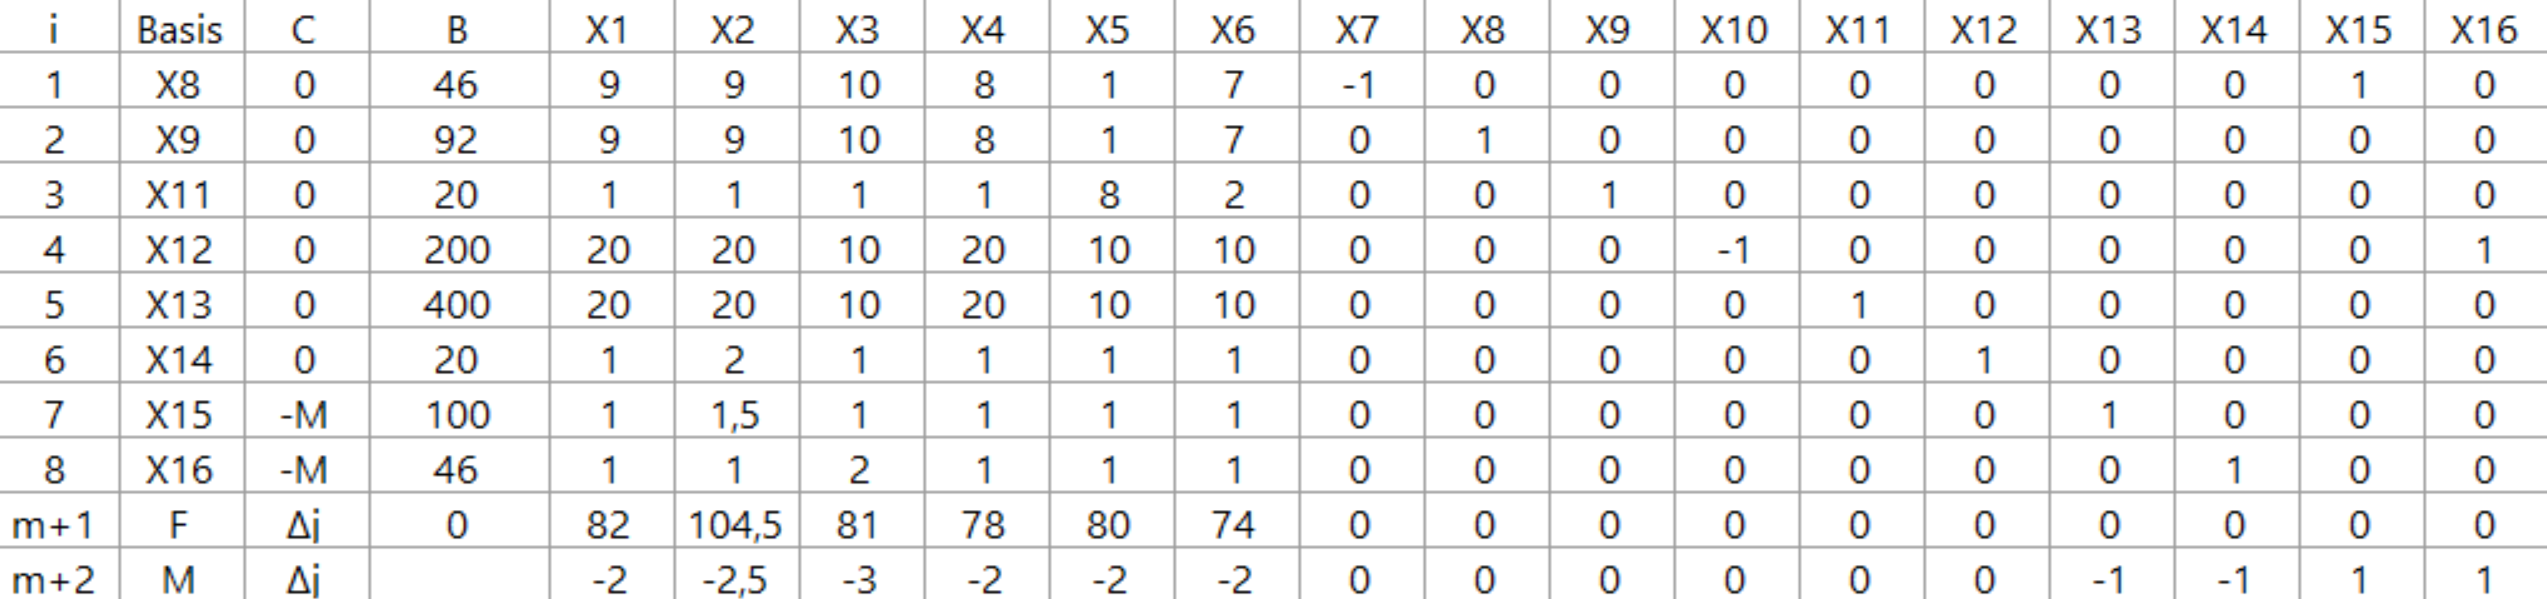 i Basis C B X1 X2 X3 X4 X5 X6 X7 X8 X9 X10 X11 X12 X13 X14 X15 X16
1 X8 0 46 9 9 10 8 1 7 -1 0 0 0 0 0 0 0 1 0
2 X9 0 92 9 9 10 8 1 7 0 1 0 0 0 0 0 0 0 0
3 X11 0 20 1 1 1 1 8 2 0 0 1 0 0 0 0 0 0 0
4 X12 0 200 20 20 10 20 10 10 0 0 0 -1 0 0 0 0 0 1
5 X13 0 400 20 20 10 20 10 10 0 0 0 0 1 0 0 0 0 0
6 X14 0 20 1 2 1 1 1 1 0 0 0 0 0 1 0 0 0 0
7 X15 -M 100 1 1,5 1 1 1 1 0 0 0 0 0 0 1 0 0 0
8 X16 -M 46 1 1 2 1 1 1 0 0 0 0 0 0 0 1 0 0
m+1 F Δj 0 82 104,5 81 78 80 74 0 0 0 0 0 0 0 0 0 0
m+2 M Δj -2 -2,5 -3 -2 -2 -2 0 0 0 0 0 0 -1 -1 1 1